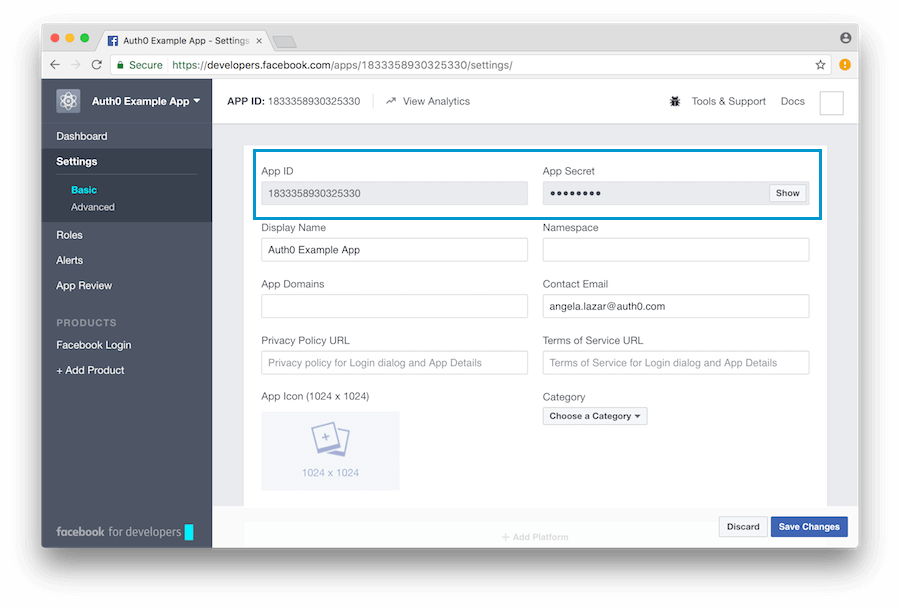 Auth0 Example App - Settings
Secure https://developers.facebook.com/apps/1833358930325330/settings/
Auth0 Example App
APP ID: 1833358930325330 View Analytics Tools & Support Docs
Dashboard
Settings
Basic
Advanced
Roles
Alerts
App Review
PRODUCTS
Facebook Login
+ Add Product
facebook for developers
App ID App Secret
1833358930325330 •••••••• Show
Display Name Namespace
Auth0 Example App
App Domains Contact Email
angela.lazar@auth0.com
Privacy Policy URL Terms of Service URL
Privacy policy for Login dialog and App Details Terms of Service for Login dialog and App Details
App Icon (1024 x 1024) Category
Choose a Category
1024 x 1024
Discard Save Changes
+ Add Platform